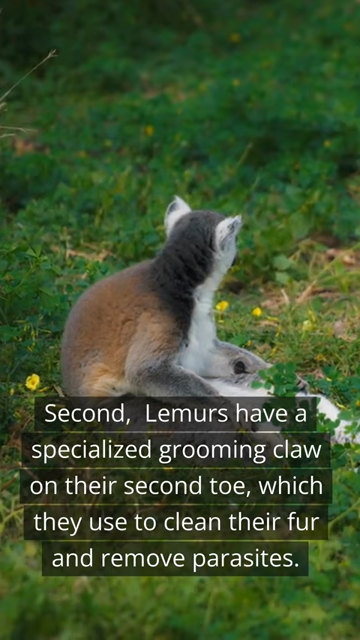 Second,  Lemurs have a
specialized grooming claw
on their second toe, which
they use to clean their fur
and remove parasites.